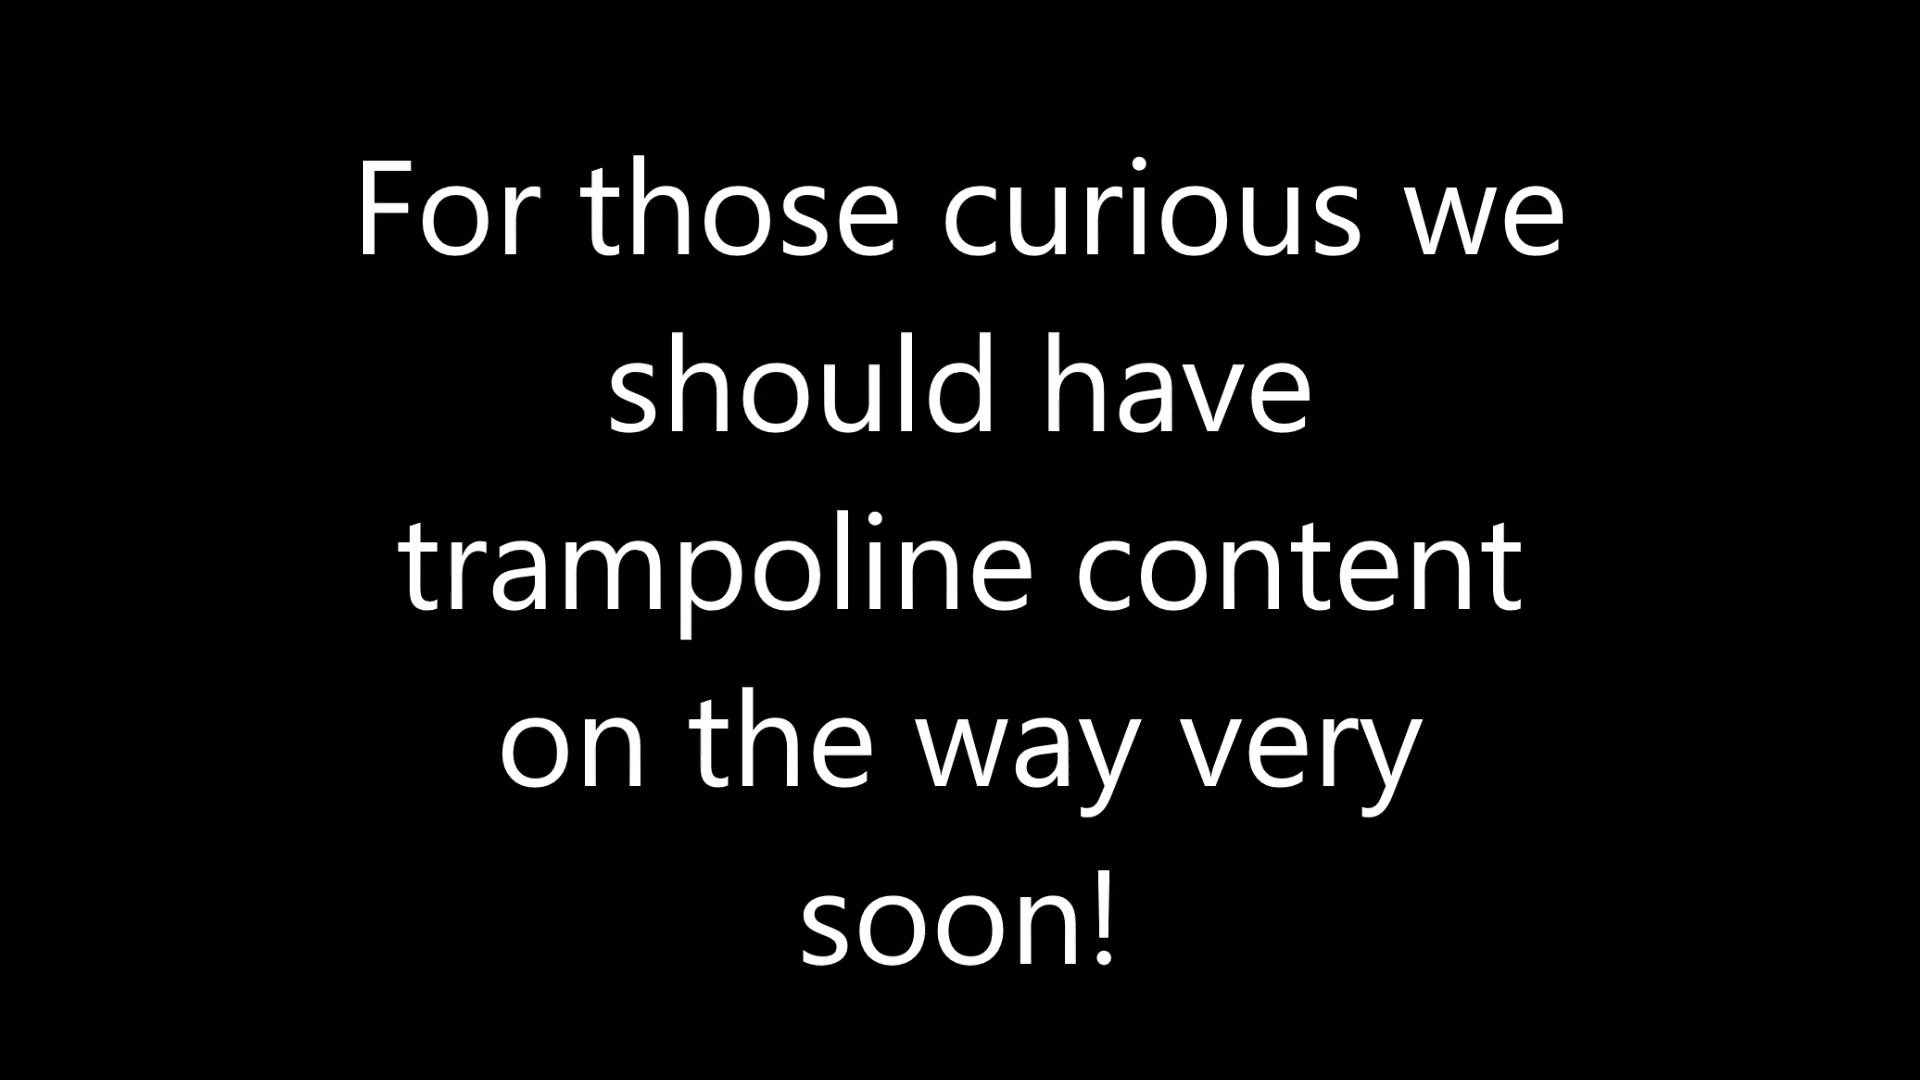 For those curious we
should have
trampoline content
on the way very
soon!